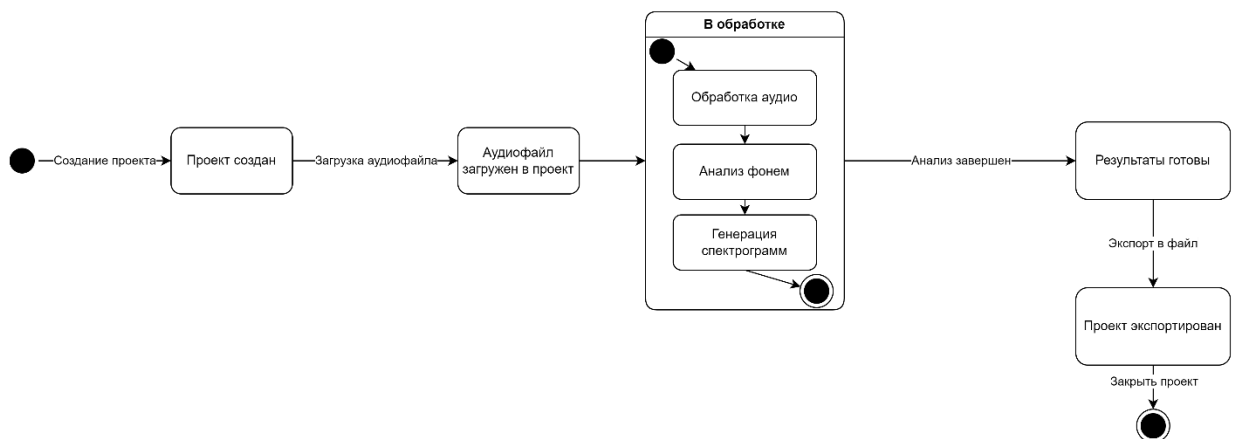 В обработке
Обработка аудио
Создание проекта
Проект создан
Загрузка аудиофайла
Аудиофайл
загружен в проект
Анализ фонем
Анализ завершен
Результаты готовы
Генерация
спектрограмм
Экспорт в файл
Проект экспортирован
Закрыть проект